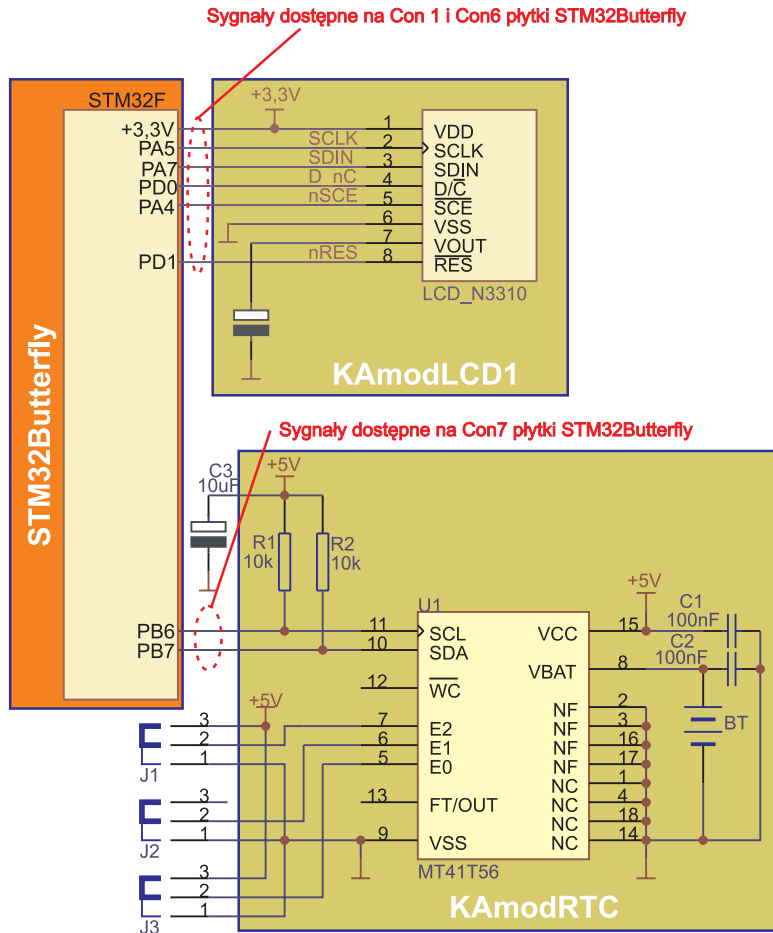 Sygnały dostępne na Con 1 i Con6 płytki STM32Butterfly
STM32Butterfly
STM32F
+3,3V
PA5
PA7
PD0
PA4
PD1
+3,3V
SCLK
SDIN
D_nC
nSCE
nRES
1
2
3
4
5
6
7
8
VDD
SCLK
SDIN
D/C
SCE
VSS
VOUT
RES
LCD_N3310
KAmodLCD1
Sygnały dostępne na Con7 płytki STM32Butterfly
C3
10uF
+5V
R1
10k
R2
10k
PB6
PB7
U1
11
10
12
7
6
5
13
9
SCL
SDA
WC
E2
E1
E0
FT/OUT
VSS
VCC
VBAT
NF
NF
NF
NF
NC
NC
NC
NC
15
8
2
3
16
17
1
4
18
14
MT41T56
+5V
C1
100nF
C2
100nF
BT
+5V
3
2
1
J1
3
2
1
J2
3
2
1
J3
KAmodRTC